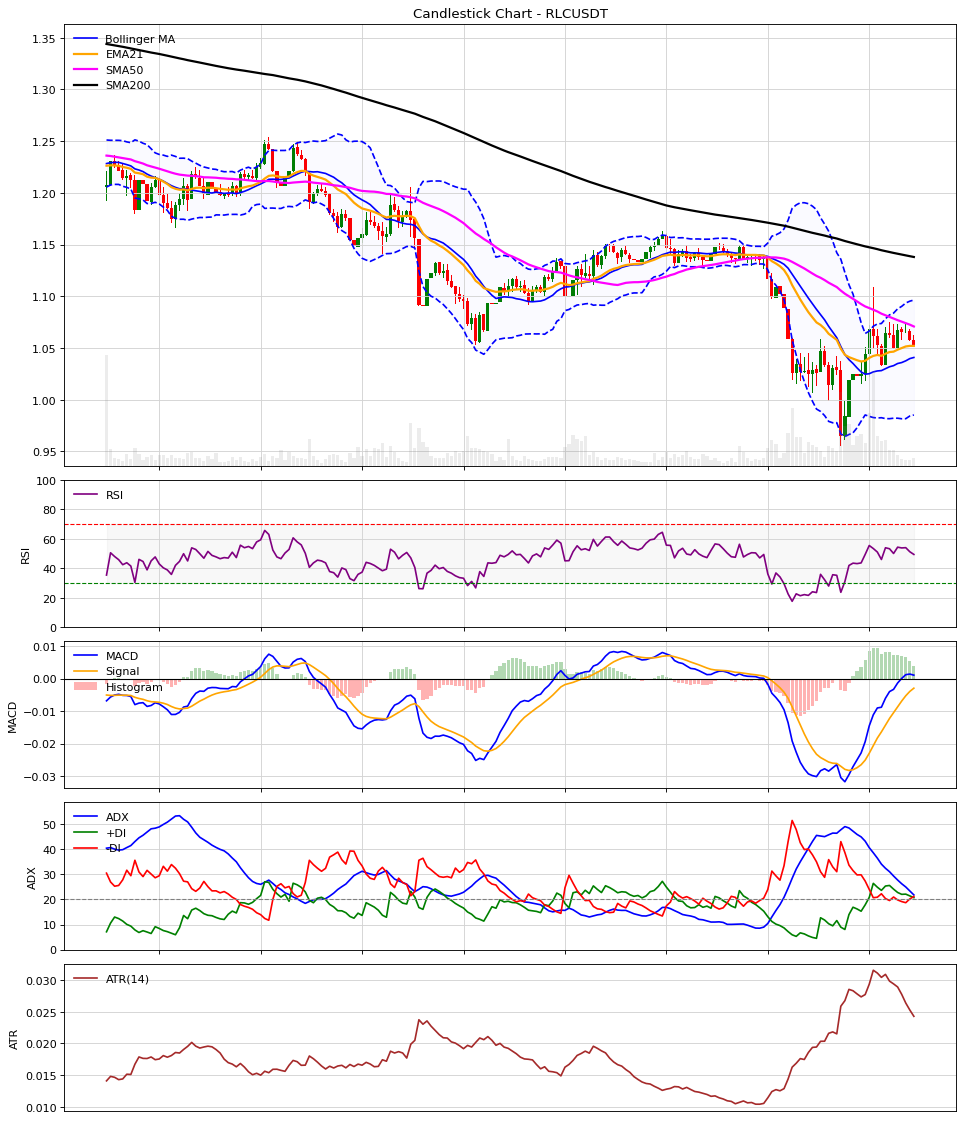 Candlestick Chart - RLCUSDT
Bollinger MA
EMA21
SMA50
SMA200
1.35
1.30
1.25
1.20
1.15
1.10
1.05
1.00
0.95
RSI
RSI
100
80
60
40
20
0
MACD
Signal
Histogram
MACD
0.01
0.00
−0.01
−0.02
−0.03
ADX
+DI
-DI
ADX
50
40
30
20
10
0
ATR(14)
ATR
0.030
0.025
0.020
0.015
0.010